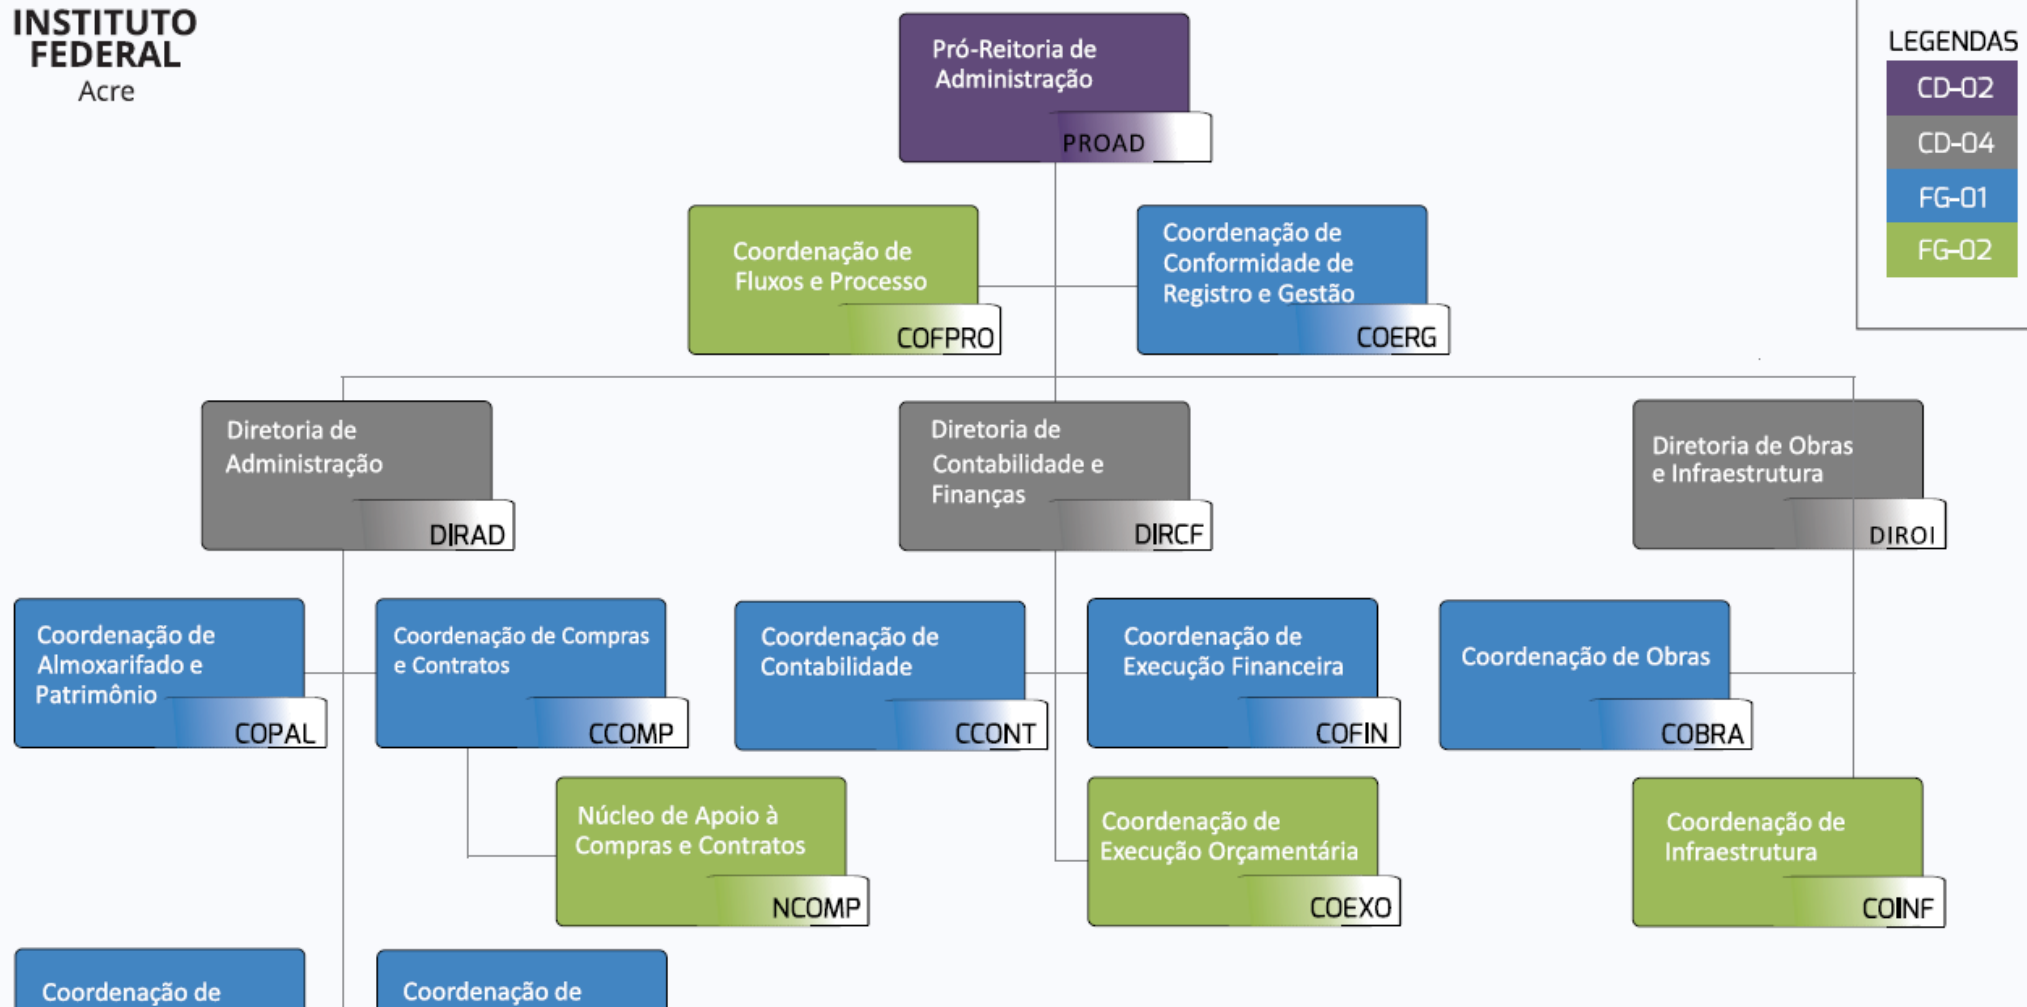 INSTITUTO
FEDERAL
Acre
Pró-Reitoria de
Administração
PROAD
LEGENDAS
CD-02
CD-04
FG-01
FG-02
Coordenação de
Fluxos e Processo
COFPRO
Coordenação de
Conformidade de
Registro e Gestão
COERG
Diretoria de
Administração
DIRAD
Diretoria de
Contabilidade e
Finanças
DIRCF
Diretoria de Obras
e Infraestrutura
DIROI
Coordenação de
Almoxarifado e
Patrimônio
COPAL
Coordenação de Compras
e Contratos
CCOMP
Coordenação de
Contabilidade
CCONT
Coordenação de
Execução Financeira
COFIN
Coordenação de Obras
COBRA
Núcleo de Apoio à
Compras e Contratos
NCOMP
Coordenação de
Execução Orçamentária
COEXO
Coordenação de
Infraestrutura
COINF
Coordenação de
Coordenação de